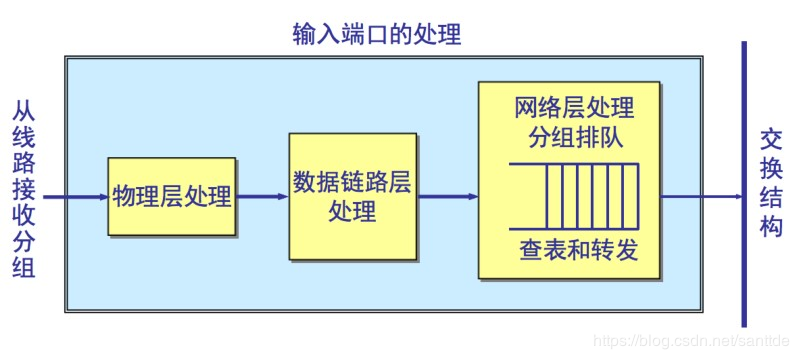 输入端口的处理
从线路接收分组
物理层处理
数据链路层
处理
网络层处理
分组排队
查表和转发
交换结构
https://blog.csdn.net/santtde